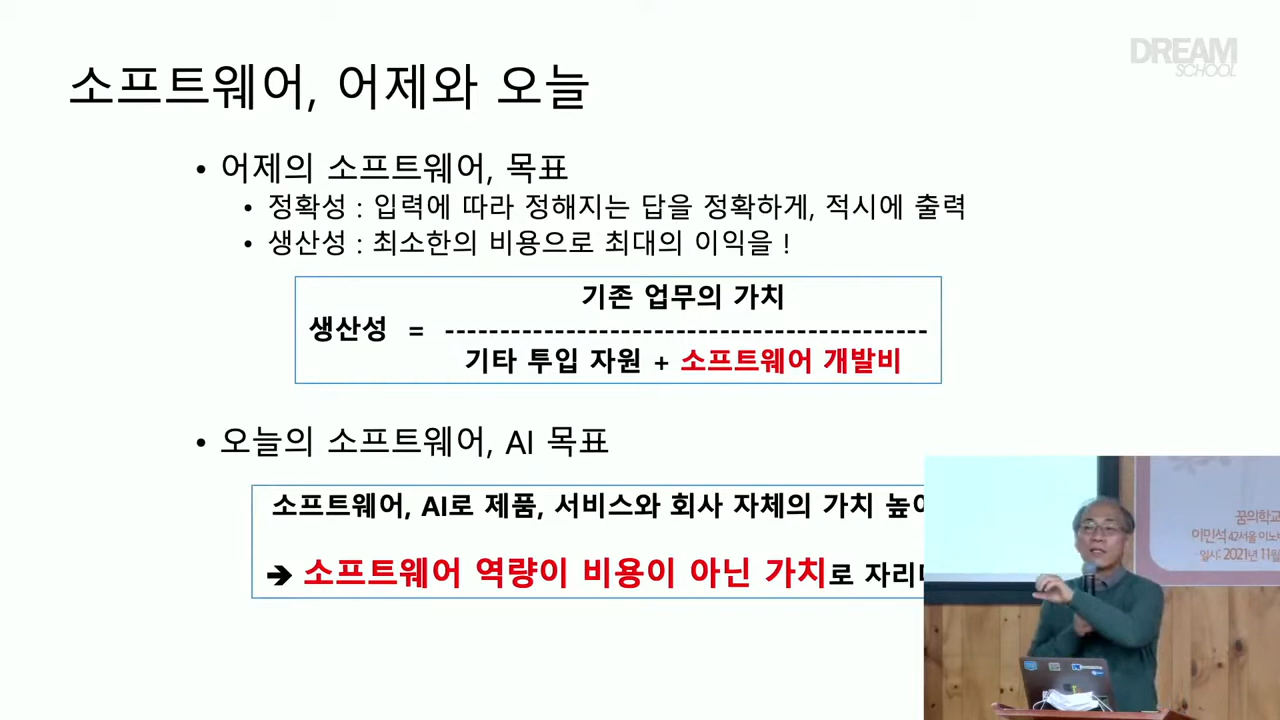 DREAM
SCHOOL
소프트웨어, 어제와 오늘
• 어제의 소프트웨어, 목표
• 정확성 : 입력에 따라 정해지는 답을 정확하게, 적시에 출력
• 생산성 : 최소한의 비용으로 최대의 이익을 !
기존 업무의 가치
생산성 = --------------------------------------------
기타 투입 자원 + 소프트웨어 개발비
• 오늘의 소프트웨어, AI 목표
소프트웨어, AI로 제품, 서비스와 회사 자체의 가치
➔ 소프트웨어 역량이 비용이 아닌 가치로
꿈의학교
이민석 42서울
일시: 2021년 11월